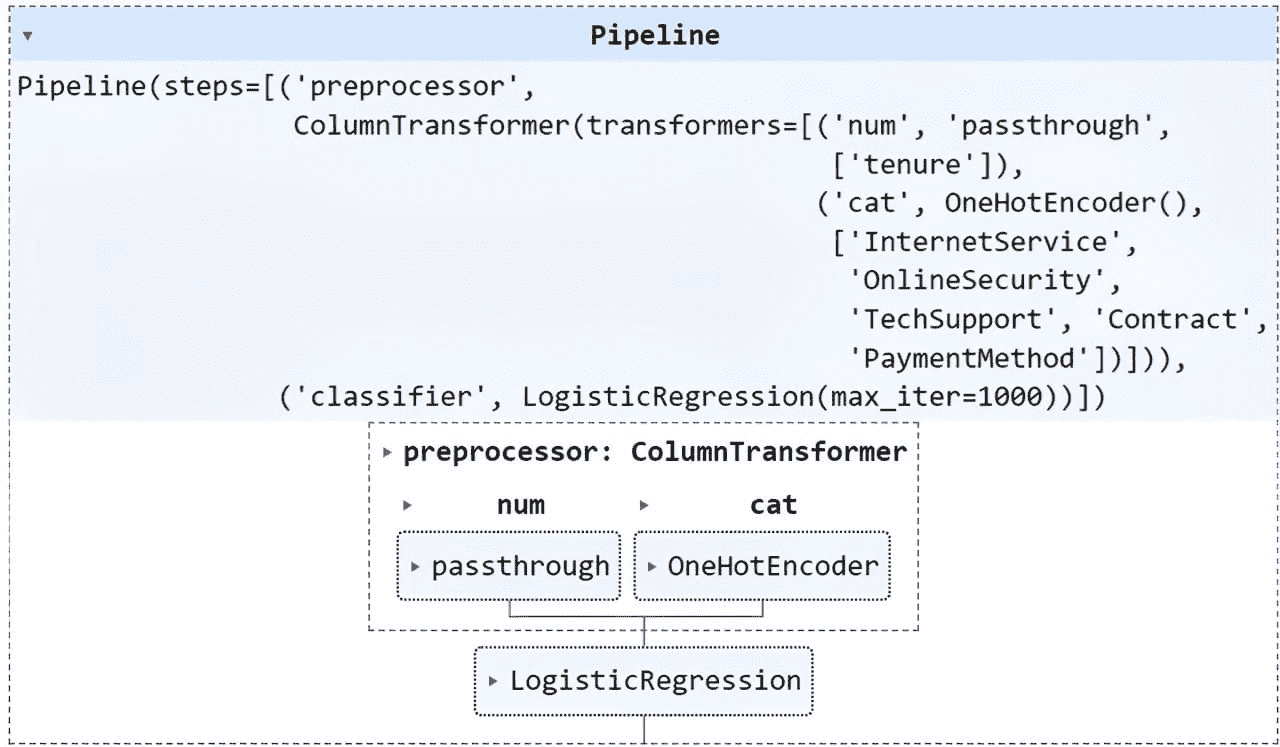 Pipeline
Pipeline(steps=[('preprocessor',
ColumnTransformer(transformers=[('num', 'passthrough',
['tenure']),
('cat', OneHotEncoder(),
['InternetService',
'OnlineSecurity',
'TechSupport', 'Contract',
'PaymentMethod'])])),
('classifier', LogisticRegression(max_iter=1000))])
preprocessor: ColumnTransformer
num cat
passthrough OneHotEncoder
LogisticRegression